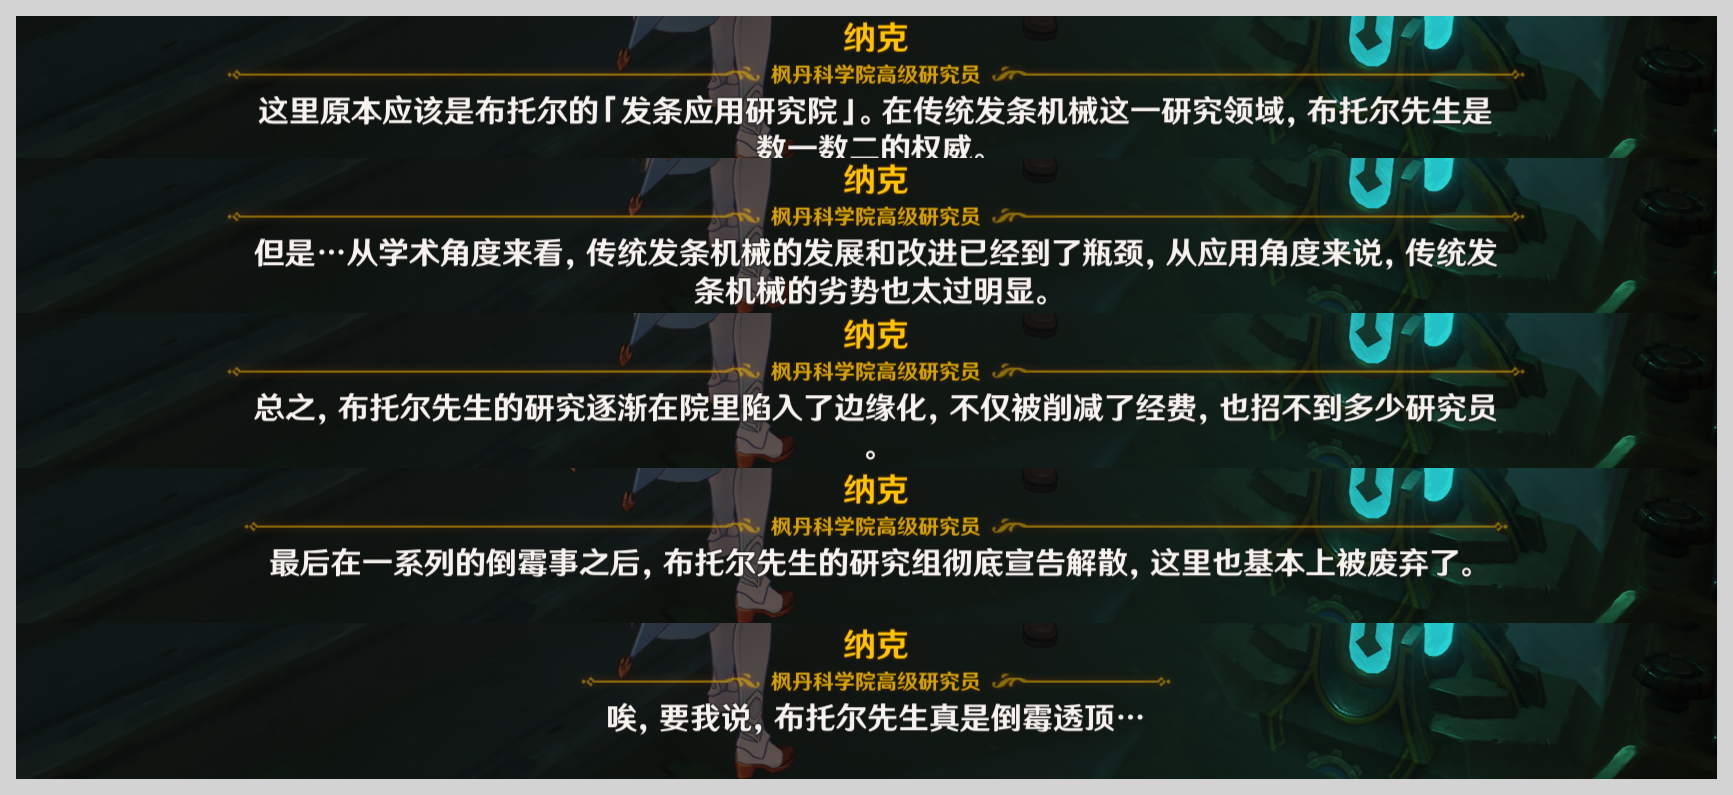 纳克
枫丹科学院高级研究员
这里原本应该是布托尔的「发条应用研究院」。在传统发条机械这一研究领域，布托尔先生是
数一数二的权威。
纳克
枫丹科学院高级研究员
但是…从学术角度来看，传统发条机械的发展和改进已经到了瓶颈，从应用角度来说，传统发
条机械的劣势也太过明显。
纳克
枫丹科学院高级研究员
总之，布托尔先生的研究逐渐在院里陷入了边缘化，不仅被削减了经费，也招不到多少研究员
。
纳克
枫丹科学院高级研究员
最后在一系列的倒霉事之后，布托尔先生的研究组彻底宣告解散，这里也基本上被废弃了。
纳克
枫丹科学院高级研究员
唉，要我说，布托尔先生真是倒霉透顶…